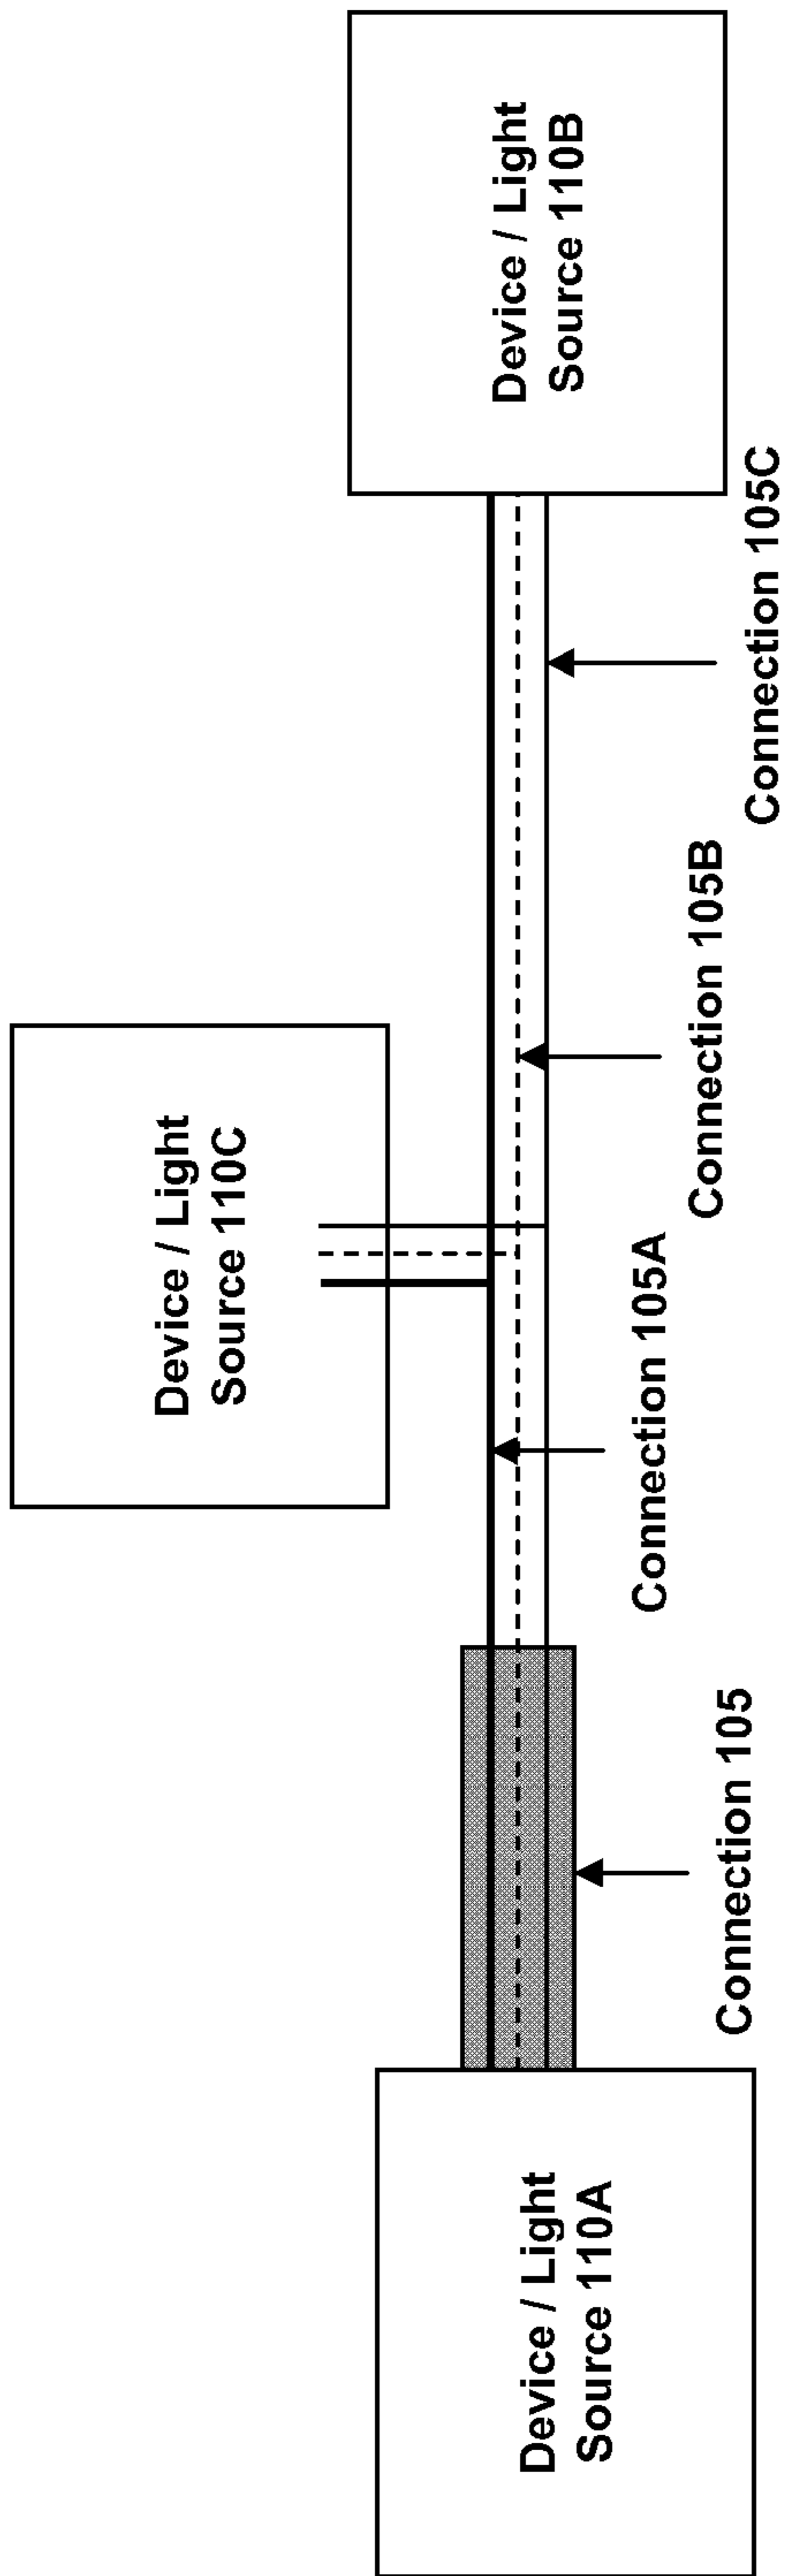 Device / Light
Source 110A
Connection 105
Connection 105A
Device / Light
Source 110C
Connection 105B
Connection 105C
Device / Light
Source 110B